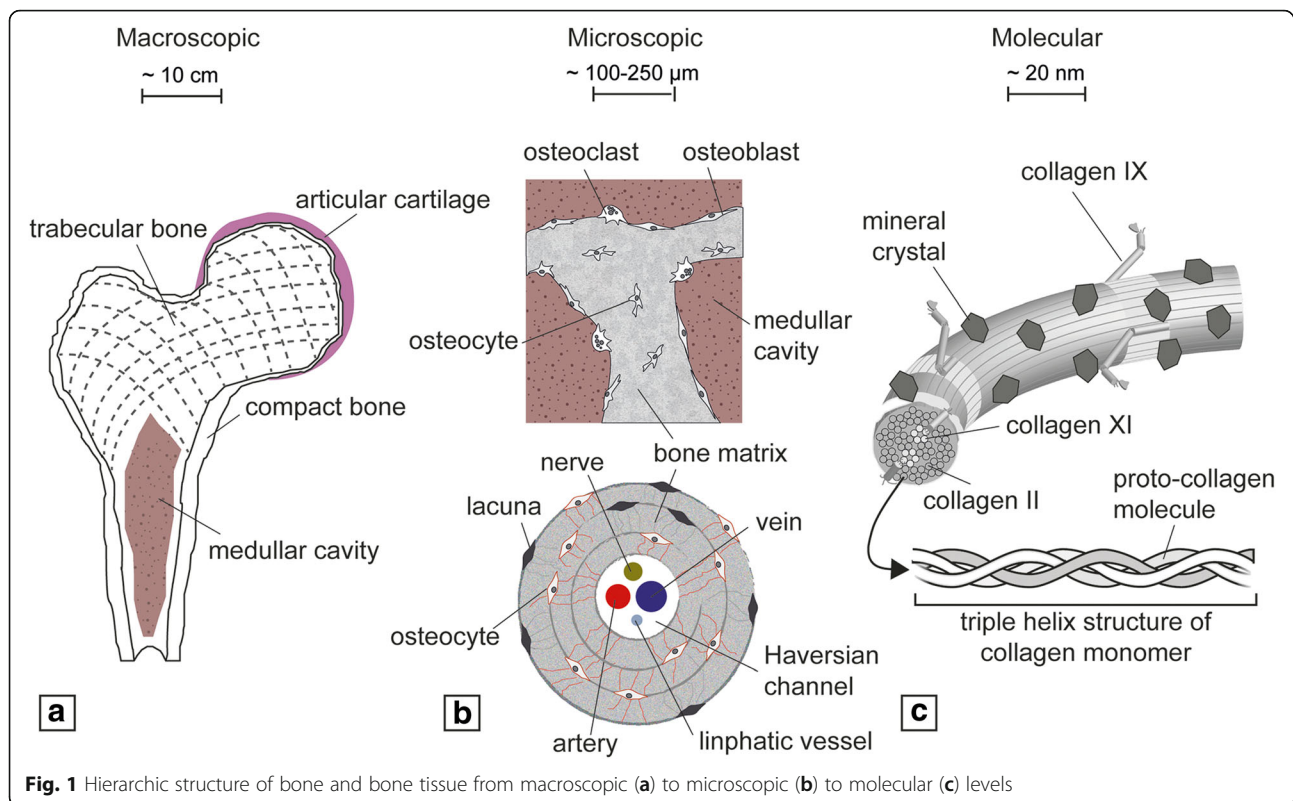 Macroscopic
~ 10 cm
articular cartilage
trabecular bone
compact bone
medullar cavity
a
Microscopic
~ 100-250 µm
osteoclast
osteoblast
osteocyte
medullar
cavity
bone matrix
nerve
lacuna
vein
osteocyte
Haversian
channel
artery
linphatic vessel
b
Molecular
~ 20 nm
collagen IX
mineral
crystal
collagen XI
collagen II
proto-collagen
molecule
triple helix structure of
collagen monomer
c
Fig. 1 Hierarchic structure of bone and bone tissue from macroscopic (a) to microscopic (b) to molecular (c) levels